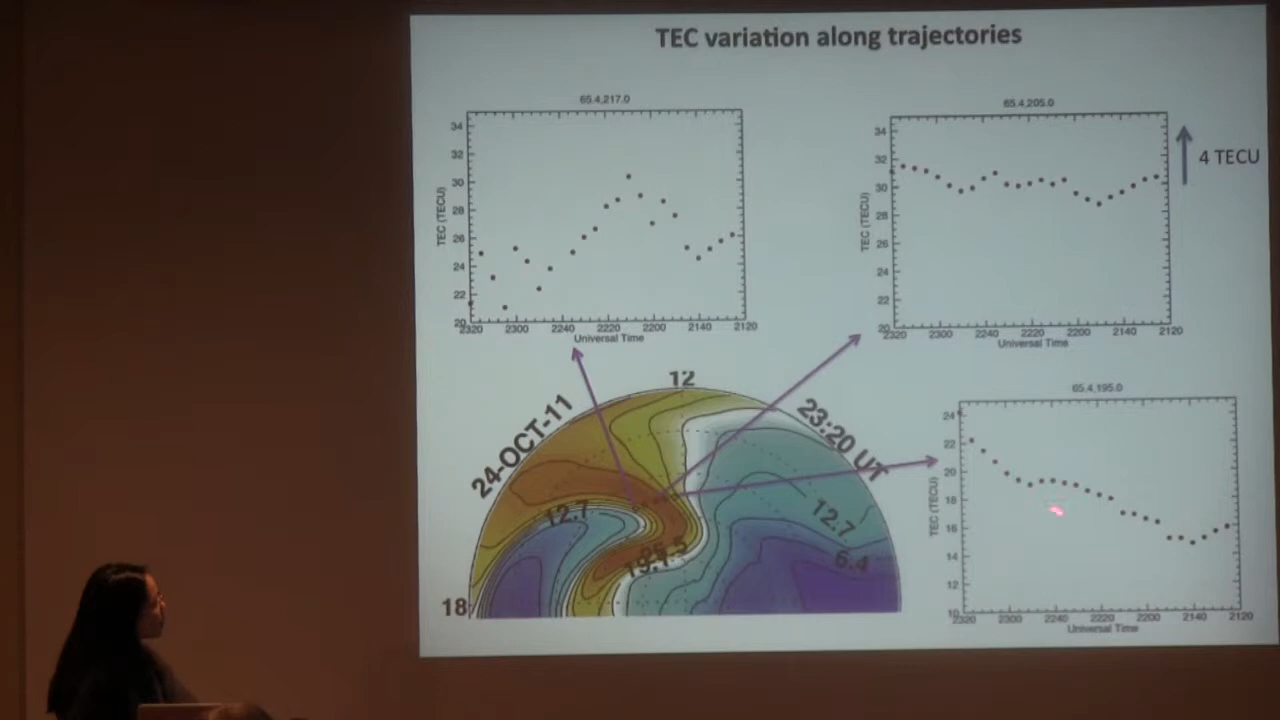 TEC variation along trajectories
65.4,217.0
34
32
30
28
26
24
22
20
TEC (TECU)
2320 2300 2240 2220 2200 2140 2120
Universal Time
65.4,205.0
34
32
30
28
26
24
22
20
TEC (TECU)
2320 2300 2240 2220 2200 2140 2120
Universal Time
4 TECU
12
24-OCT-11
23:20 UT
12.7
12.7
6.4
19.1
18
65.4,195.0
24
22
20
18
16
14
12
10
TEC (TECU)
2320 2300 2240 2220 2200 2140 2120
Universal Time